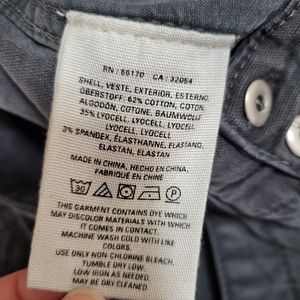 RN : 66170 CA : 32054
SHELL, VESTE, EXTERIOR, ESTERNO,
OBERSTOFF: 62% COTTON, COTON,
ALGODÓN, COTONE, BAUMWOLLE
35% LYOCELL, LYOCELL, LYOCELL,
LYOCELL, LYOCELL
3% SPANDEX, ÉLASTHANNE, ELASTANO,
ELASTAN, ELASTAN
MADE IN CHINA, HECHO EN CHINA,
FABRIQUÉ EN CHINE
30 P
THIS GARMENT CONTAINS DYE WHICH
MAY DISCOLOR MATERIALS WITH WHICH
IT COMES IN CONTACT.
MACHINE WASH COLD WITH LIKE
COLORS.
USE ONLY NON-CHLORINE BLEACH.
TUMBLE DRY LOW.
LOW IRON AS NEEDED.
MAY BE DRY CLEANED.